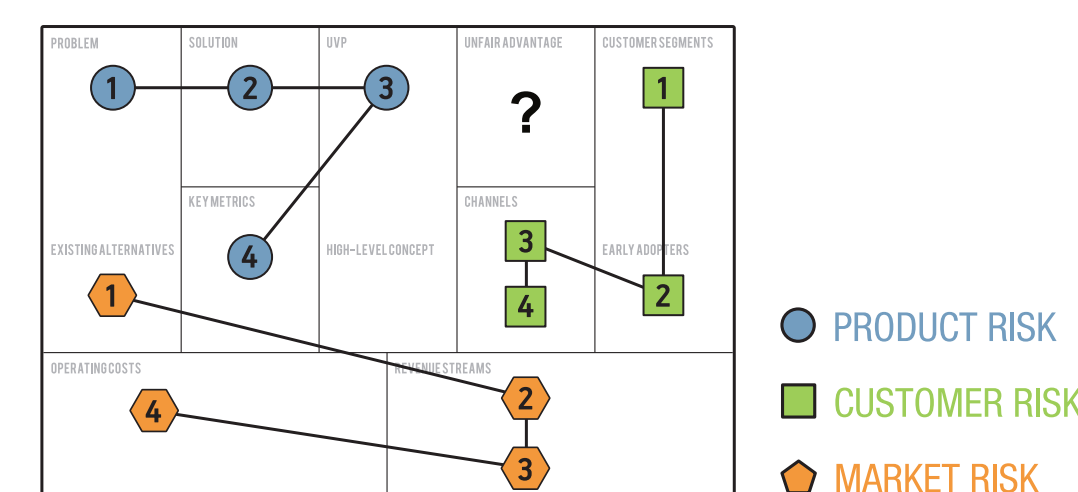 PROBLEM
SOLUTION
UVP
UNFAIR ADVANTAGE
CUSTOMER SEGMENTS
1
2
3
?
1
KEY METRICS
CHANNELS
EXISTING ALTERNATIVES
4
HIGH-LEVEL CONCEPT
3
EARLY ADOPTERS
1
4
2
PRODUCT RISK
OPERATING COSTS
REVENUE STREAMS
4
2
CUSTOMER RISK
3
MARKET RISK